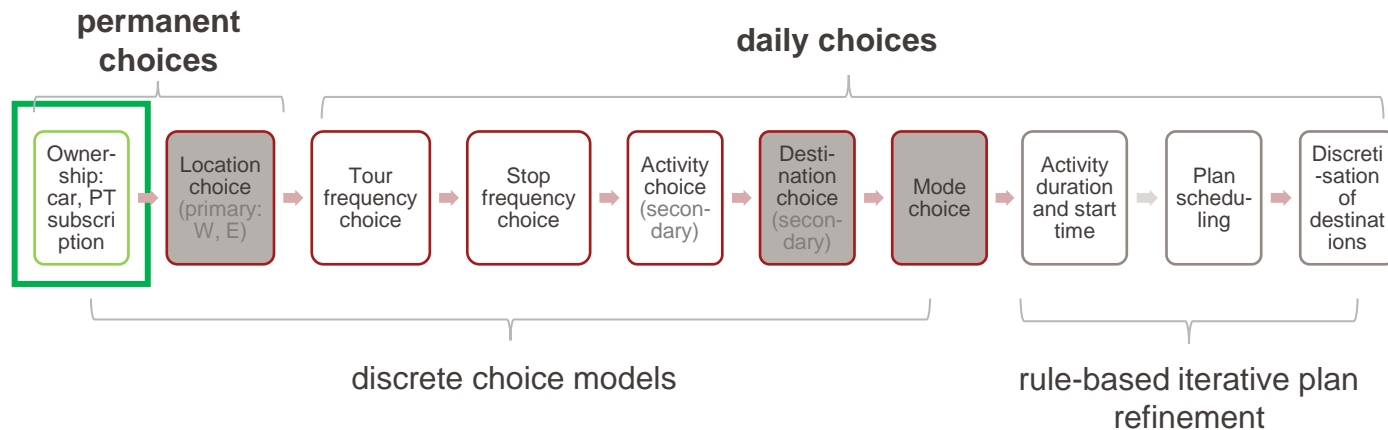 permanent
choices
daily choices
Owner-
ship:
car, PT
subscri
ption
Location
choice
(primary:
W, E)
Tour
frequency
choice
Stop
frequency
choice
Activity
choice
(secon-
dary)
Desti-
nation
choice
(secon-
dary)
Mode
choice
Activity
duration
and start
time
Plan
schedu-
ling
Discreti
-sation
of
destinat
ions
discrete choice models
rule-based iterative plan
refinement